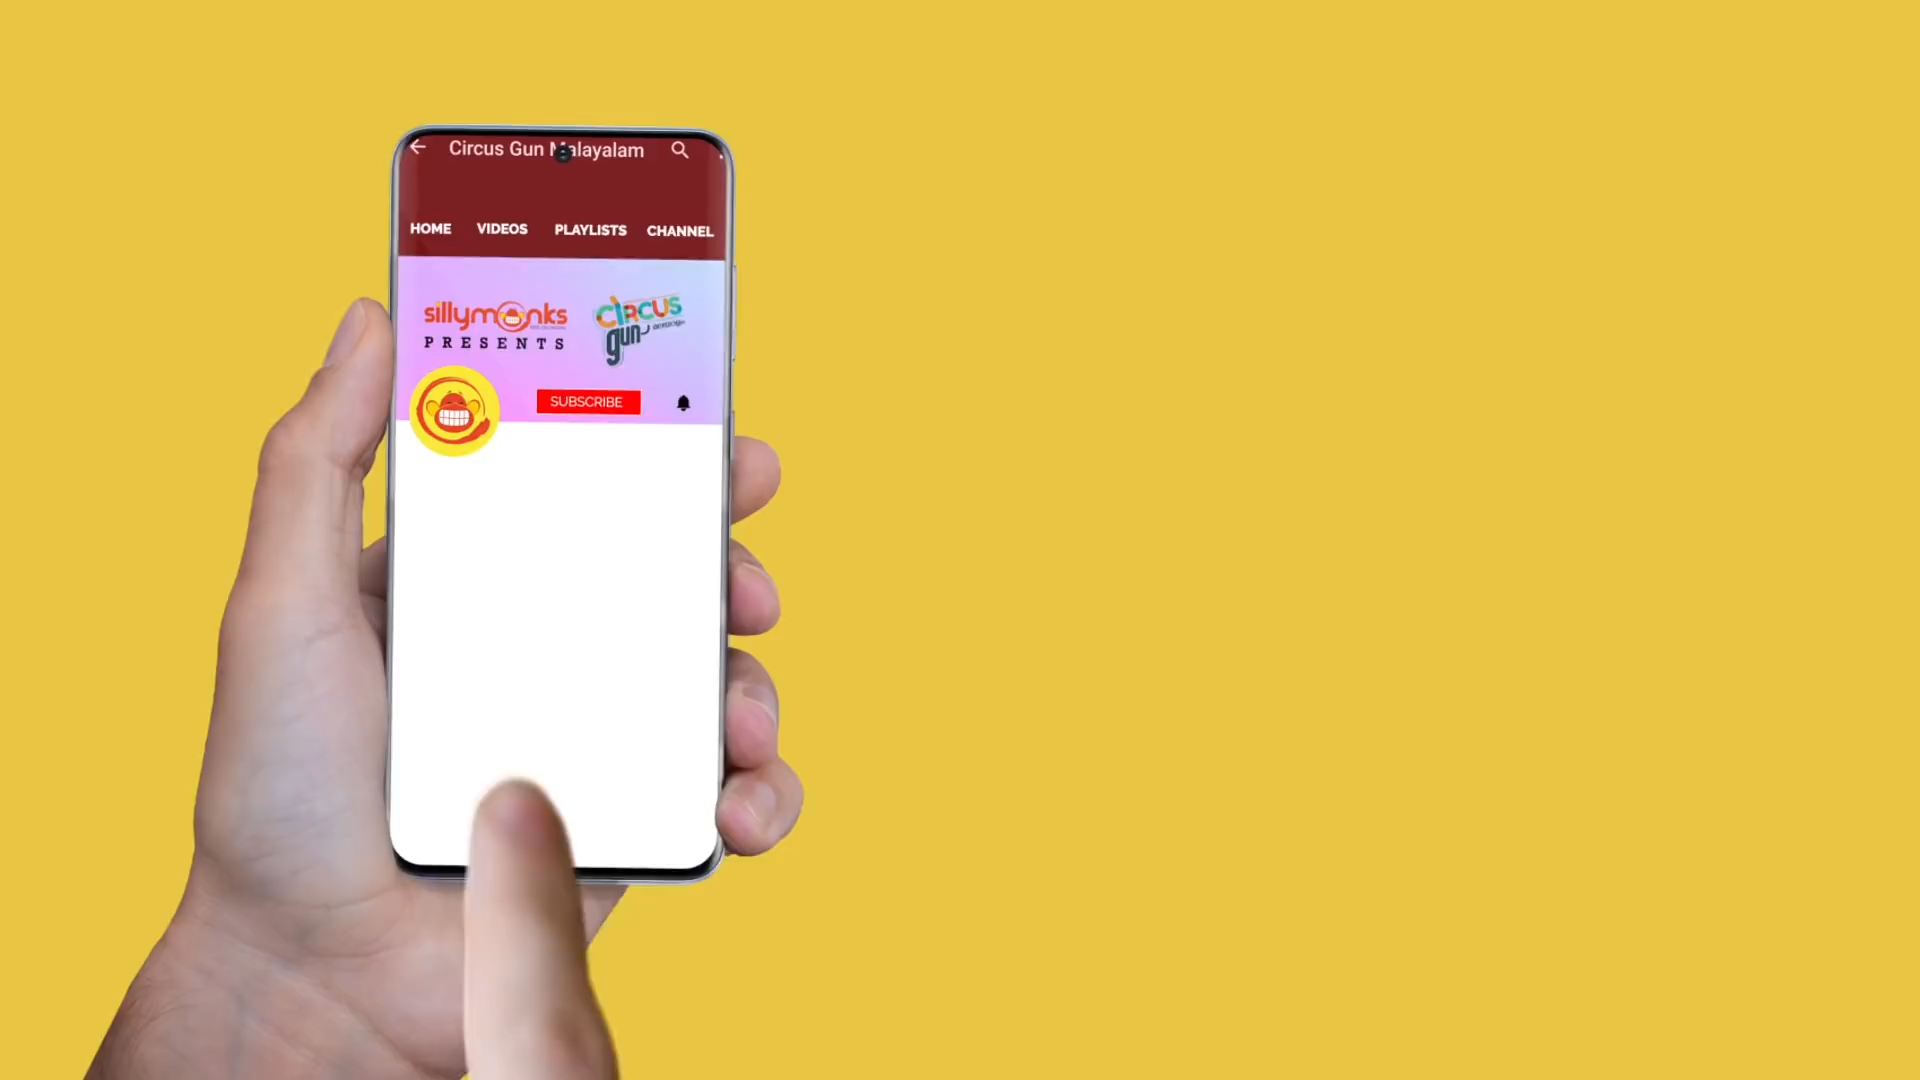 Circus Gun Malayalam
HOME VIDEOS PLAYLISTS CHANNEL
sillymonks
PRESENTS
CIRCUS
gun
SUBSCRIBE